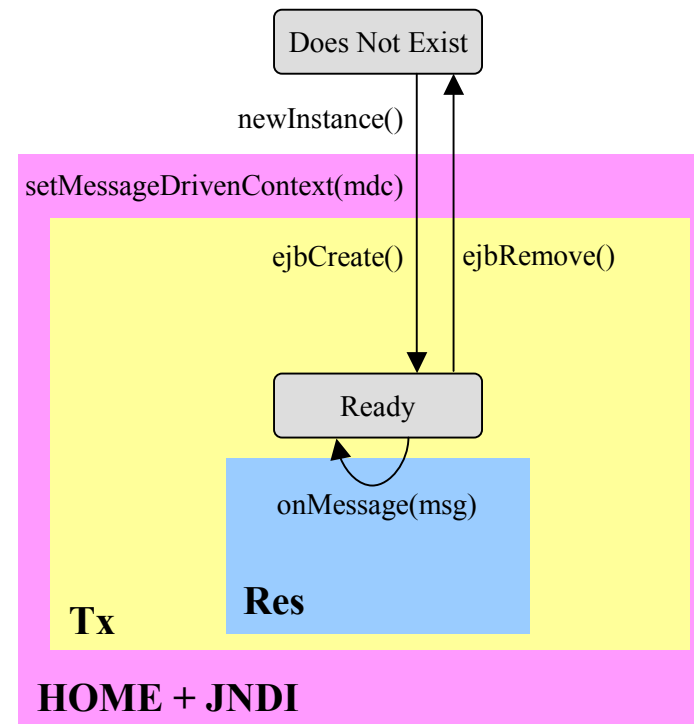 Does Not Exist
newInstance()
setMessageDrivenContext(mdc)
ejbCreate()
ejbRemove()
Ready
onMessage(msg)
Res
Tx
HOME + JNDI